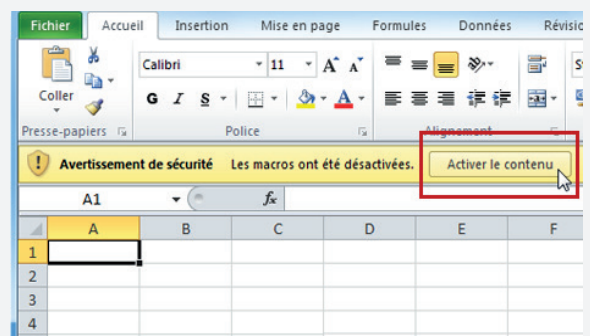 Fichier Accueil Insertion Mise en page Formules Données
Calibri 11 A A
Coller G I S A
Presse-papiers Police Alignement
Avertissement de sécurité Les macros ont été désactivées. Activer le contenu
A1 fx
A B C D E F
1
2
3
4